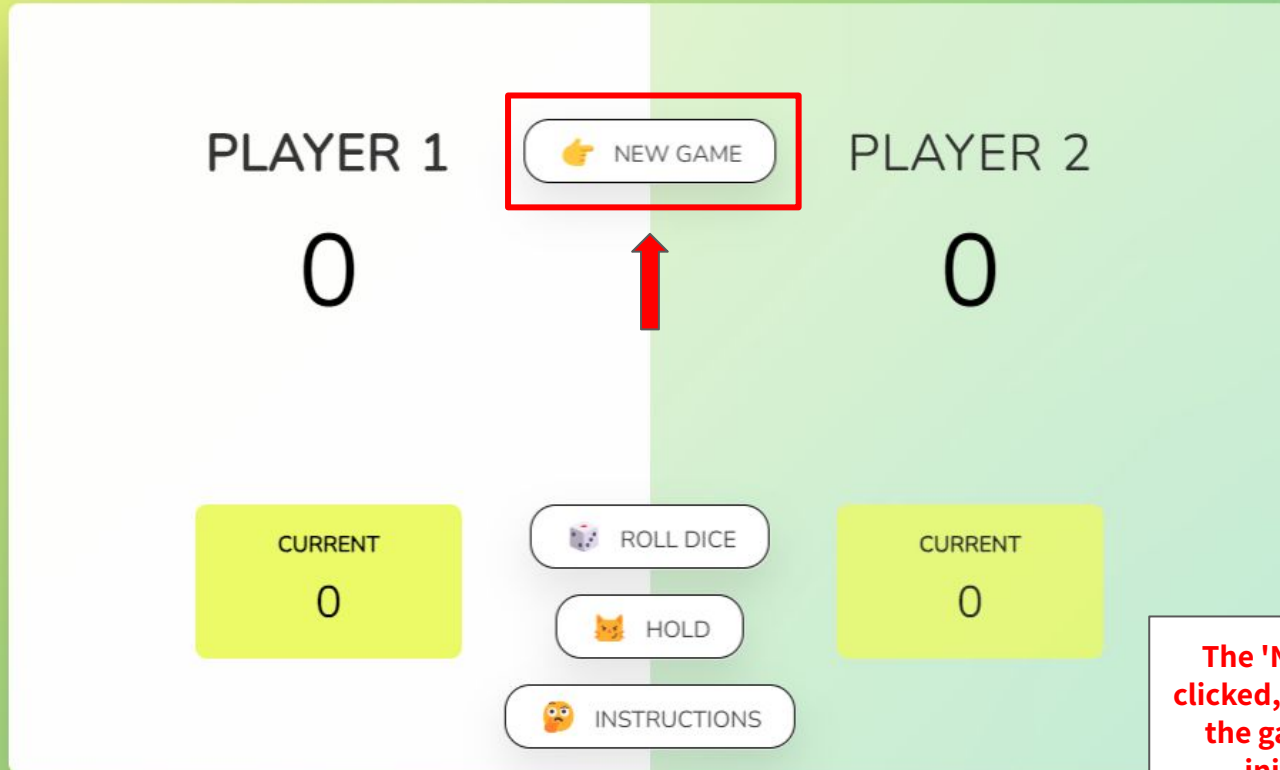 PLAYER 1
NEW GAME
PLAYER 2
0
0
CURRENT
0
ROLL DICE
HOLD
INSTRUCTIONS
CURRENT
0
The
clicked,
the